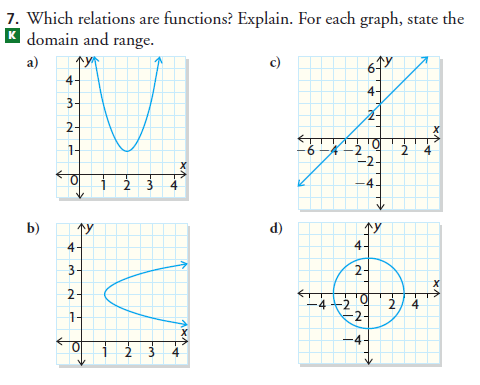 7. Which relations are functions? Explain. For each graph, state the
K domain and range.
a)
y
4
3
2
1
0 1 2 3 4
x
c)
y
6
4
2
x
-6 -4 -2 0 2 4
-2
-4
b)
y
4
3
2
1
x
0 1 2 3 4
d)
y
4
2
x
-4 -2 0 2 4
-2
-4